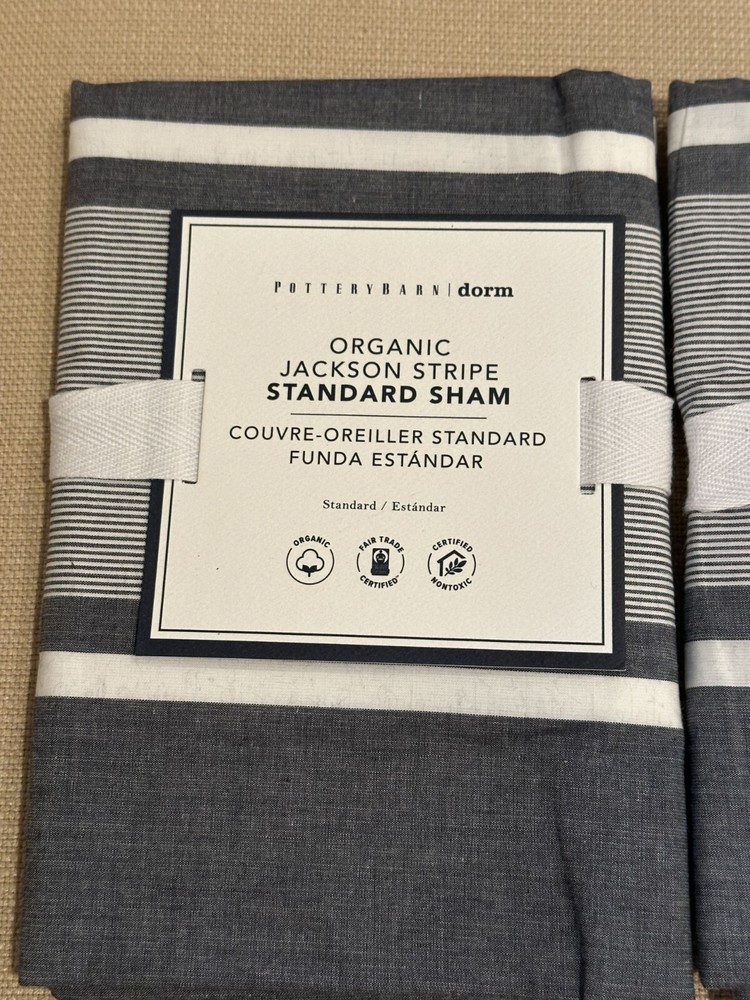 POTTERYBARN | dorm
ORGANIC
JACKSON STRIPE
STANDARD SHAM
COUVRE-OREILLER STANDARD
FUNDA ESTÁNDAR
Standard / Estándar
ORGANIC
FAIR TRADE
CERTIFIED™
CERTIFIED
NONTOXIC